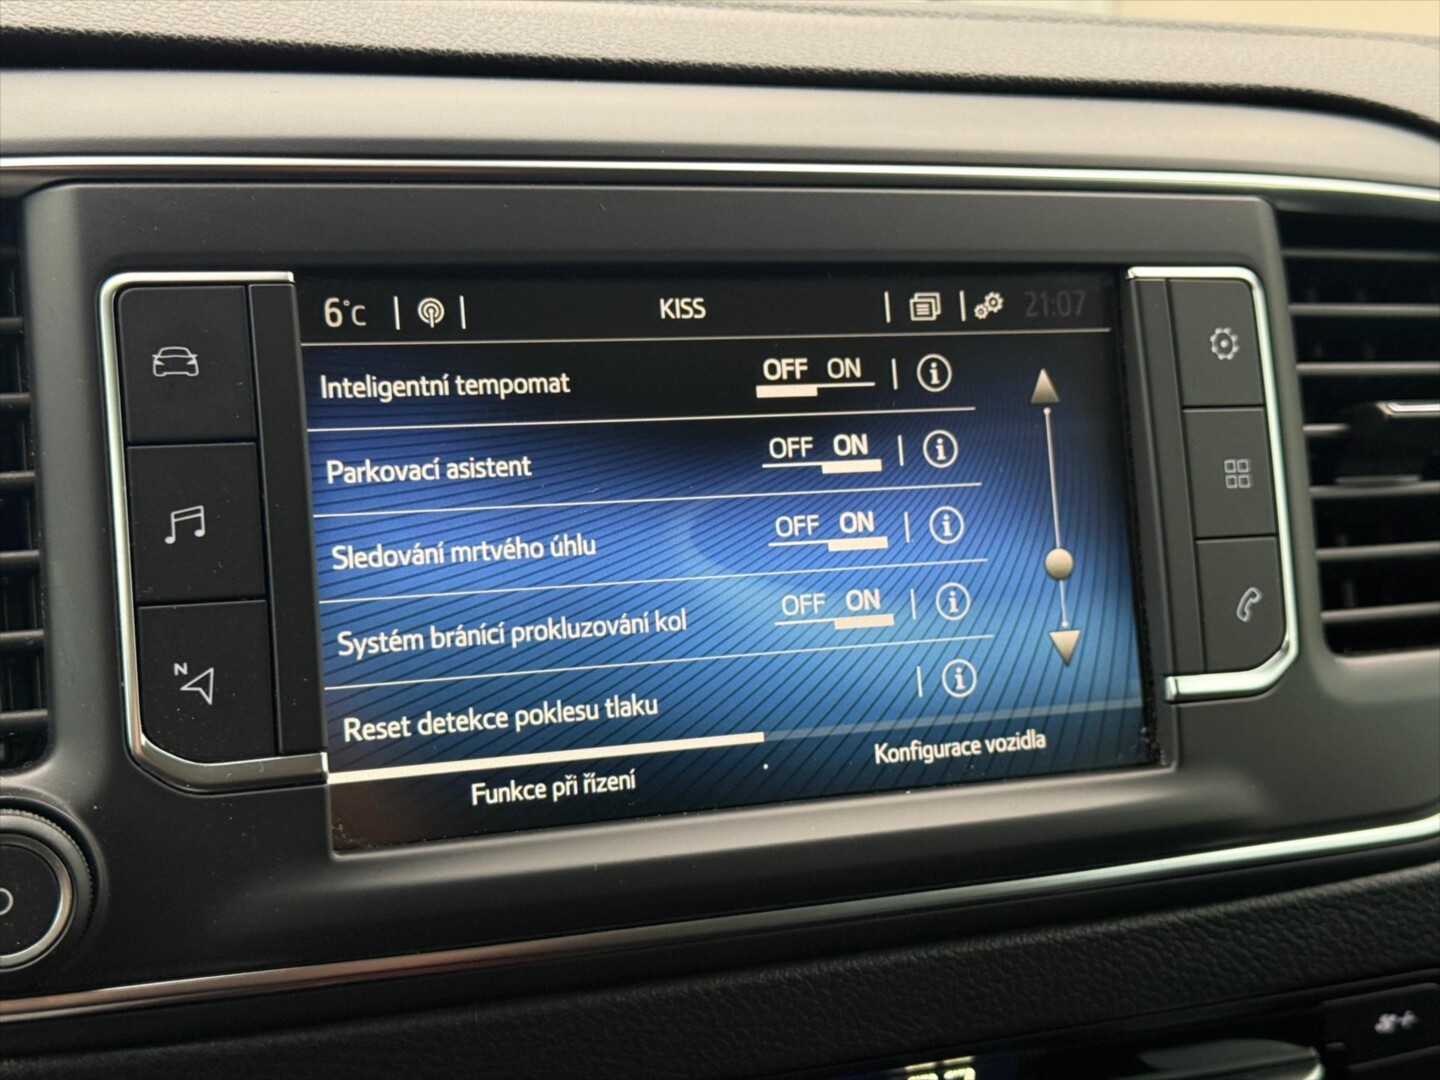 6°C KISS 21:07
Inteligentní tempomat OFF ON
Parkovací asistent OFF ON
Sledování mrtvého úhlu OFF ON
Systém bránící prokluzování kol OFF ON
Reset detekce poklesu tlaku
Funkce při řízení Konfigurace vozidla
N